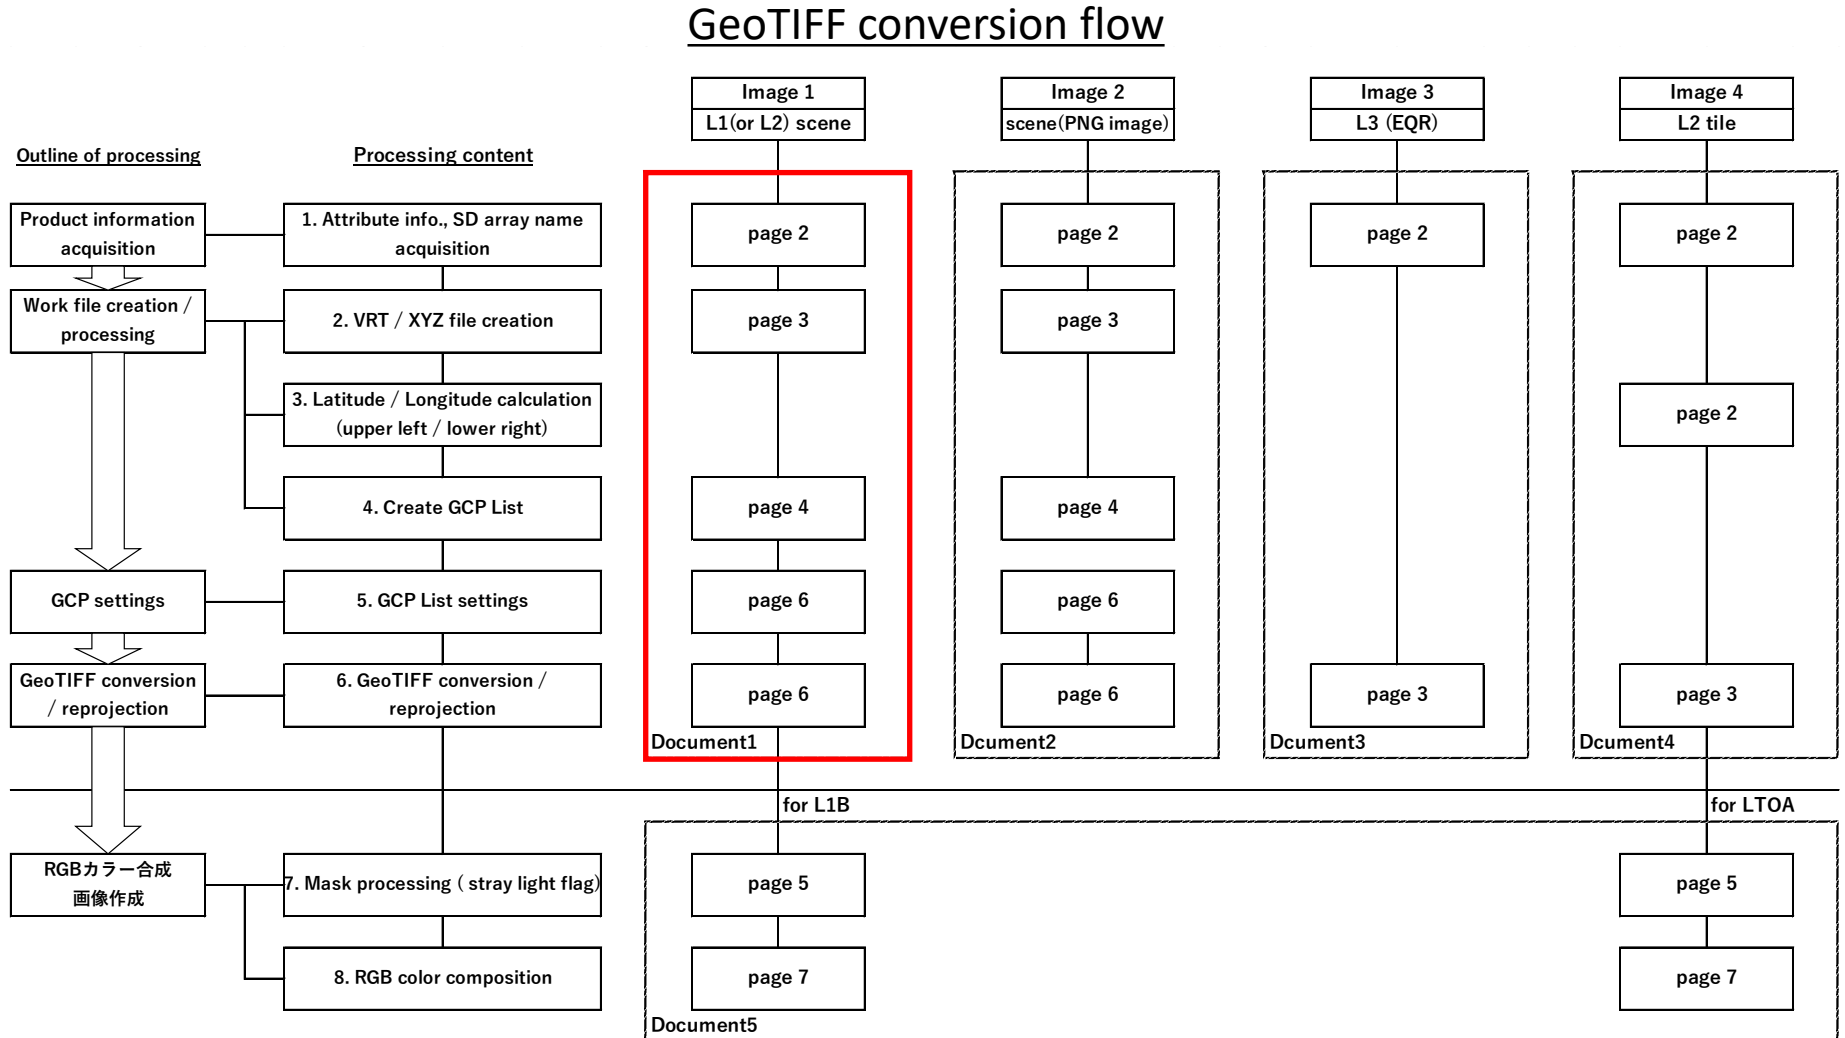 GeoTIFF conversion flow
Image 1
L1(or L2) scene
Image 2
scene(PNG image)
Image 3
L3 (EQR)
Image 4
L2 tile
Outline of processing
Processing content
Product information
acquisition
1. Attribute info., SD array name
acquisition
page 2
page 2
page 2
page 2
Work file creation /
processing
2. VRT / XYZ file creation
page 3
page 3
3. Latitude / Longitude calculation
(upper left / lower right)
page 2
4. Create GCP List
page 4
page 4
GCP settings
5. GCP List settings
page 6
page 6
GeoTIFF conversion
/ reprojection
6. GeoTIFF conversion /
reprojection
page 6
page 6
page 3
page 3
Document1
Dcument2
Dcument3
Dcument4
for L1B
for LTOA
RGBカラー合成
画像作成
7. Mask processing ( stray light flag)
page 5
page 5
8. RGB color composition
page 7
page 7
Document5